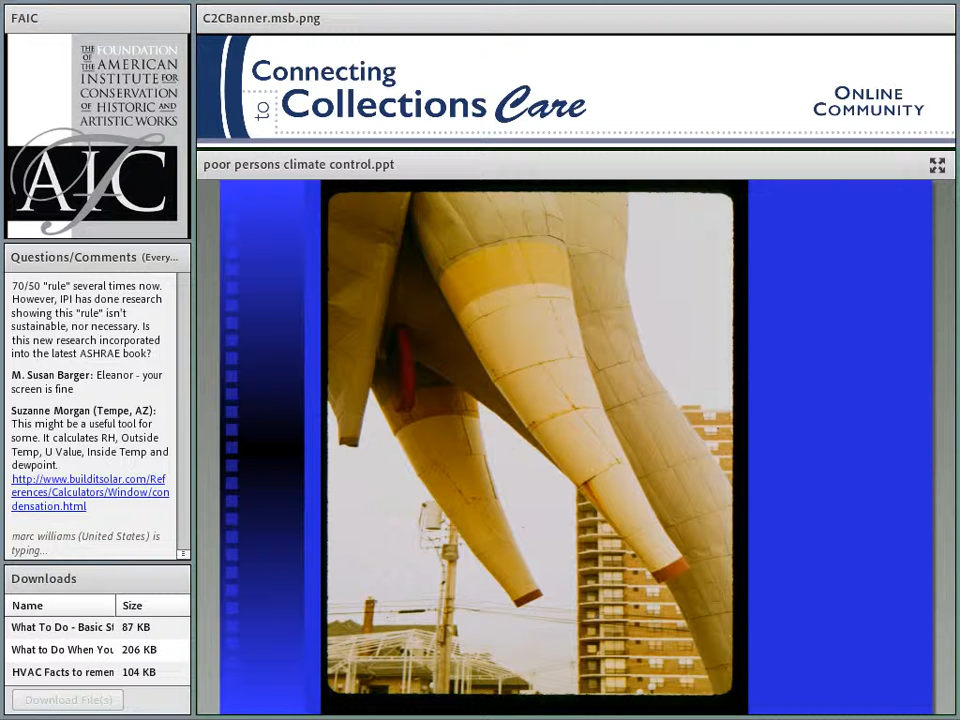 FAIC
THE FOUNDATION
OF THE AMERICAN
INSTITUTE FOR
CONSERVATION
OF HISTORIC AND
ARTISTIC WORKS
AIC
Questions/Comments (Every...
70/50 "rule" several times now.
However, IPI has done research
showing this "rule" isn't
sustainable, nor necessary. Is
this new research incorporated
into the latest ASHRAE book?
M. Susan Barger: Eleanor - your
screen is fine
Suzanne Morgan (Tempe, AZ):
This might be a useful tool for
some. It calculates RH, Outside
Temp, U Value, Inside Temp and
dewpoint.
http://www.builditsolar.com/Ref
erences/Calculators/Window/con
densation.html
marc williams (United States) is
typing...
Downloads
Name Size
What To Do - Basic St 87 KB
What to Do When You 206 KB
HVAC Facts to remen 104 KB
Download File(s)
C2CBanner.msb.png
Connecting
to Collections Care
ONLINE
COMMUNITY
poor persons climate control.ppt